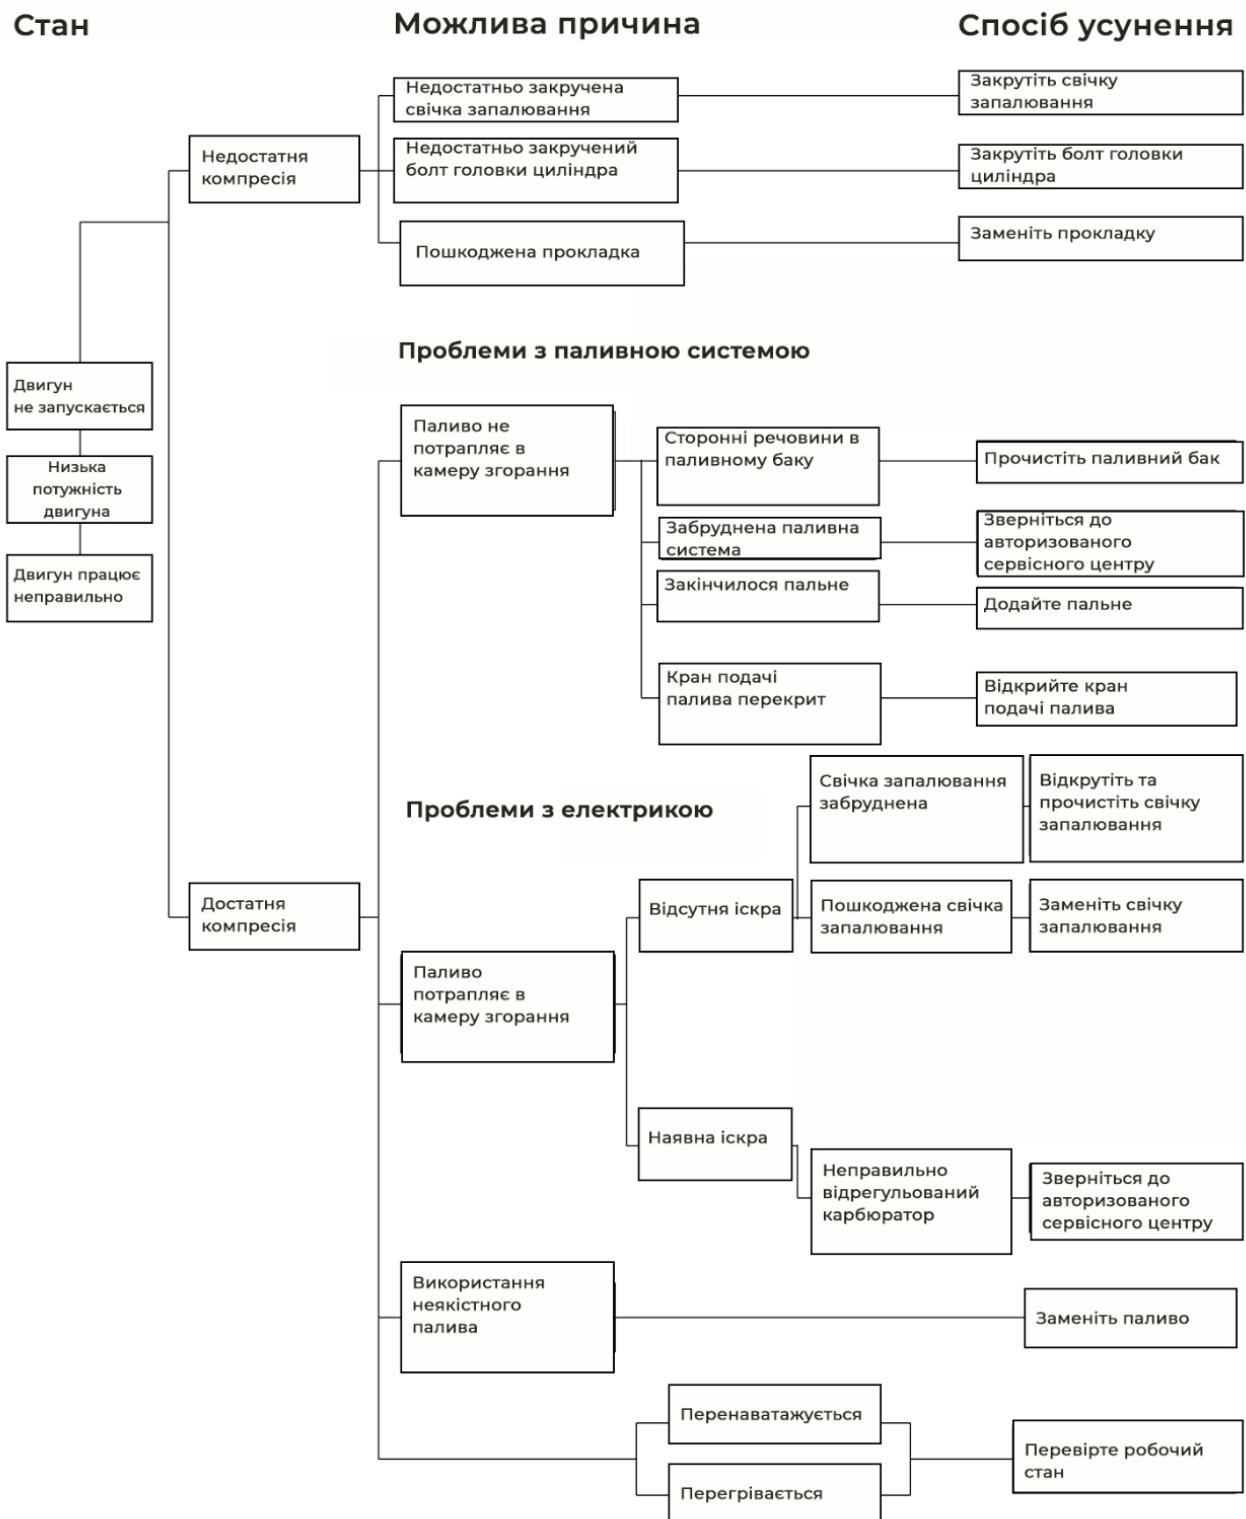 Стан
Можлива причина
Спосіб усунення
Недостатньо закручена
свічка запалювання
Закрутіть свічку
запалювання
Недостатня
компресія
Недостатньо закручений
болт головки циліндра
Закрутіть болт головки
циліндра
Пошкоджена прокладка
Заменіть прокладку
Проблеми з паливною системою
Двигун
не запускається
Низька
потужність
двигуна
Двигун працює
неправильно
Паливо не
потрапляє в
камеру згорання
Сторонні речовини в
паливному баку
Прочистіть паливний бак
Забруднена паливна
система
Зверніться до
авторизованого
сервісного центру
Закінчилося пальне
Додайте пальне
Кран подачі
палива перекрит
Відкрийте кран
подачі палива
Проблеми з електрикою
Свічка запалювання
забруднена
Відкрутіть та
прочистіть свічку
запалювання
Достатня
компресія
Відсутня іскра
Пошкоджена свічка
запалювання
Заменіть свічку
запалювання
Паливо
потрапляє в
камеру згорання
Наявна іскра
Неправильно
відрегульований
карбюратор
Зверніться до
авторизованого
сервісного центру
Використання
неякістного
палива
Заменіть паливо
Перенаватажується
Перегрівається
Перевірте робочий
стан